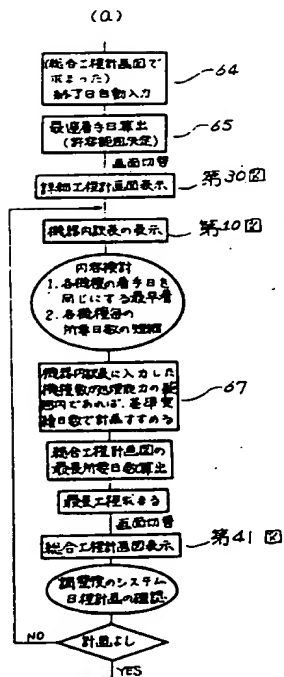 (a)
(総合工程計画図で
求まった)
終了日自動入力
64
最遅着手日算出
(許容範囲決定)
65
画面切替
詳細工程計画図表示
第30図
機器内訳表の表示
第10図
内容検討
1. 各機種の着手日を
同じにする最早着
2. 各機種毎の
所要日数の短縮
機器内訳表に入力した
機種数が処理能力の範
囲内であれば、基準実
績日数で計画すすめる
67
総合工程計画図の
最長所要日数算出
最長工程
画面切替
総合工程計画図表示
第41図
調整後のシステム
日程計画の確認
計画よし
NO
YES